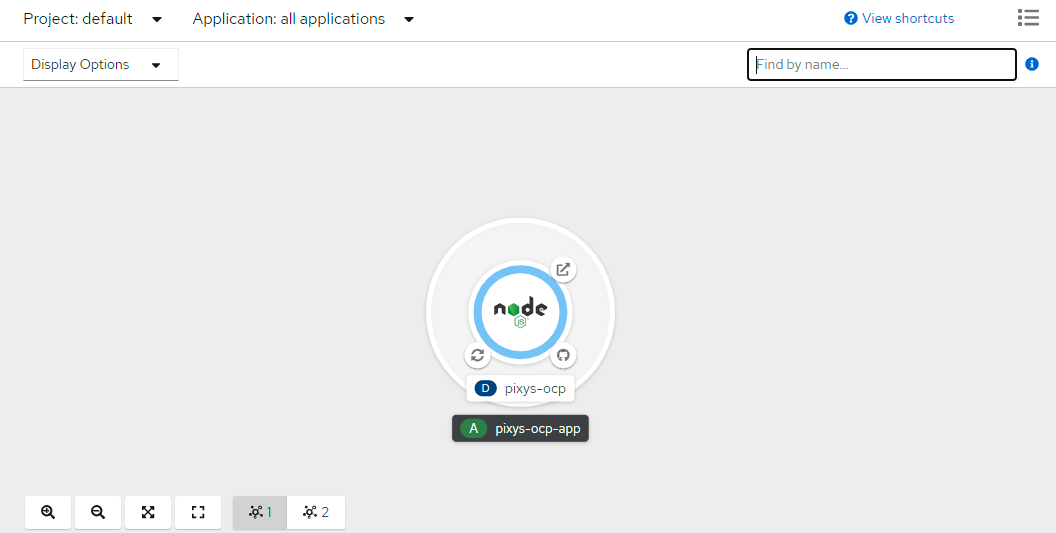 Project: default
Application: all applications
View shortcuts
Display Options
Find by name...
node
JS
D pixys-ocp
A pixys-ocp-app
1
2